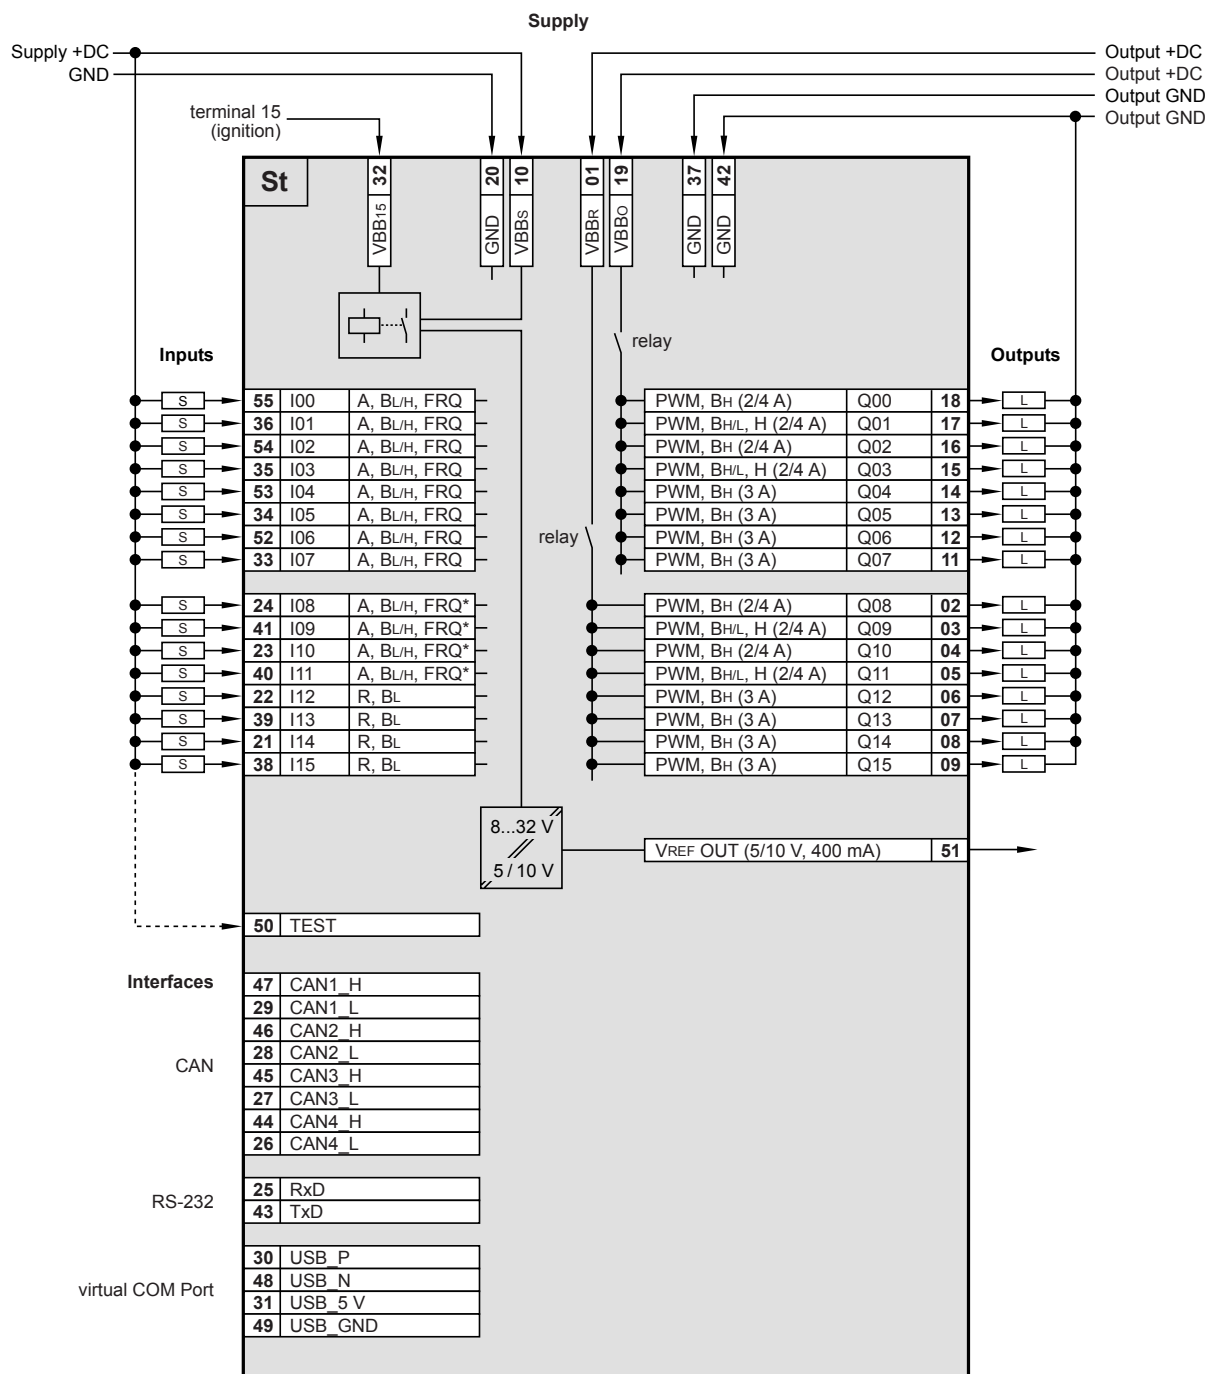 Supply
Supply +DC
Output +DC
GND
Output +DC
Output GND
Output GND
terminal 15
(ignition)
St
32
20
10
01
19
37
42
VBB15
GND
VBBS
VBBR
VBBO
GND
GND
relay
Inputs
Outputs
S 55 I00 A, BL/H, FRQ PWM, BH (2/4 A) Q00 18 L
S 36 I01 A, BL/H, FRQ PWM, BH/L, H (2/4 A) Q01 17 L
S 54 I02 A, BL/H, FRQ PWM, BH (2/4 A) Q02 16 L
S 35 I03 A, BL/H, FRQ PWM, BH/L, H (2/4 A) Q03 15 L
S 53 I04 A, BL/H, FRQ PWM, BH (3 A) Q04 14 L
S 34 I05 A, BL/H, FRQ PWM, BH (3 A) Q05 13 L
S 52 I06 A, BL/H, FRQ relay PWM, BH (3 A) Q06 12 L
S 33 I07 A, BL/H, FRQ PWM, BH (3 A) Q07 11 L
S 24 I08 A, BL/H, FRQ* PWM, BH (2/4 A) Q08 02 L
S 41 I09 A, BL/H, FRQ* PWM, BH/L, H (2/4 A) Q09 03 L
S 23 I10 A, BL/H, FRQ* PWM, BH (2/4 A) Q10 04 L
S 40 I11 A, BL/H, FRQ* PWM, BH/L, H (2/4 A) Q11 05 L
S 22 I12 R, BL PWM, BH (3 A) Q12 06 L
S 39 I13 R, BL PWM, BH (3 A) Q13 07 L
S 21 I14 R, BL PWM, BH (3 A) Q14 08 L
S 38 I15 R, BL PWM, BH (3 A) Q15 09 L
8...32 V
//
5 / 10 V
VREF OUT (5/10 V, 400 mA) 51
50 TEST
Interfaces
47 CAN1_H
29 CAN1_L
46 CAN2_H
28 CAN2_L
CAN
45 CAN3_H
27 CAN3_L
44 CAN4_H
26 CAN4_L
RS-232
25 RxD
43 TxD
30 USB_P
48 USB_N
virtual COM Port
31 USB_5 V
49 USB_GND